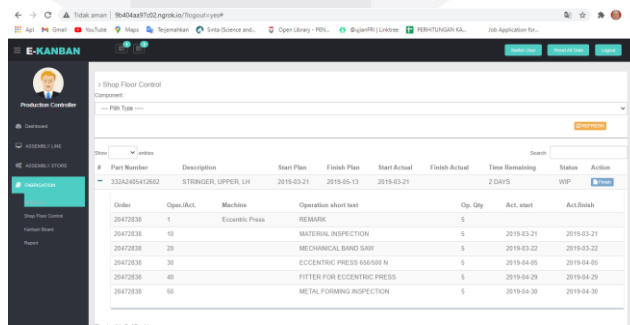 Tidak aman | 9b404aa97c02.ngrok.io/?logout=yes#
Apl Gmail YouTube Maps Terjemahkan Sinta (Science and... Open Library - PEN... @ujianFRI | Linktree PERHITUNGAN KA... Job Application for...
E-KANBAN
Logout
Production Controller
Dashboard
ASSEMBLY LINE
ASSEMBLY STORE
FABRICATION
Shop Floor Control
Kanban Board
Report
> Shop Floor Control
Component
---- Pilih Type ----
REFRESH
Show entries Search:
# Part Number Description Start Plan Finish Plan Start Actual Finish Actual Time Remaining Status Action
332A2405412602 STRINGER, UPPER, LH 2019-03-21 2019-05-13 2019-03-21 2 DAYS WIP Finish
Order Oper./Act. Machine Operation short text Op. Qty Act. start Act.finish
20472838 1 Eccentric Press REMARK 5
20472838 10 MATERIAL INSPECTION 5 2019-03-21 2019-03-21
20472838 20 MECHANICAL BAND SAW 5 2019-03-22 2019-03-22
20472838 30 ECCENTRIC PRESS 650/500 N 5 2019-04-05 2019-04-05
20472838 40 FITTER FOR ECCENTRIC PRESS 5 2019-04-29 2019-04-29
20472838 50 METAL FORMING INSPECTION 5 2019-04-30 2019-04-30